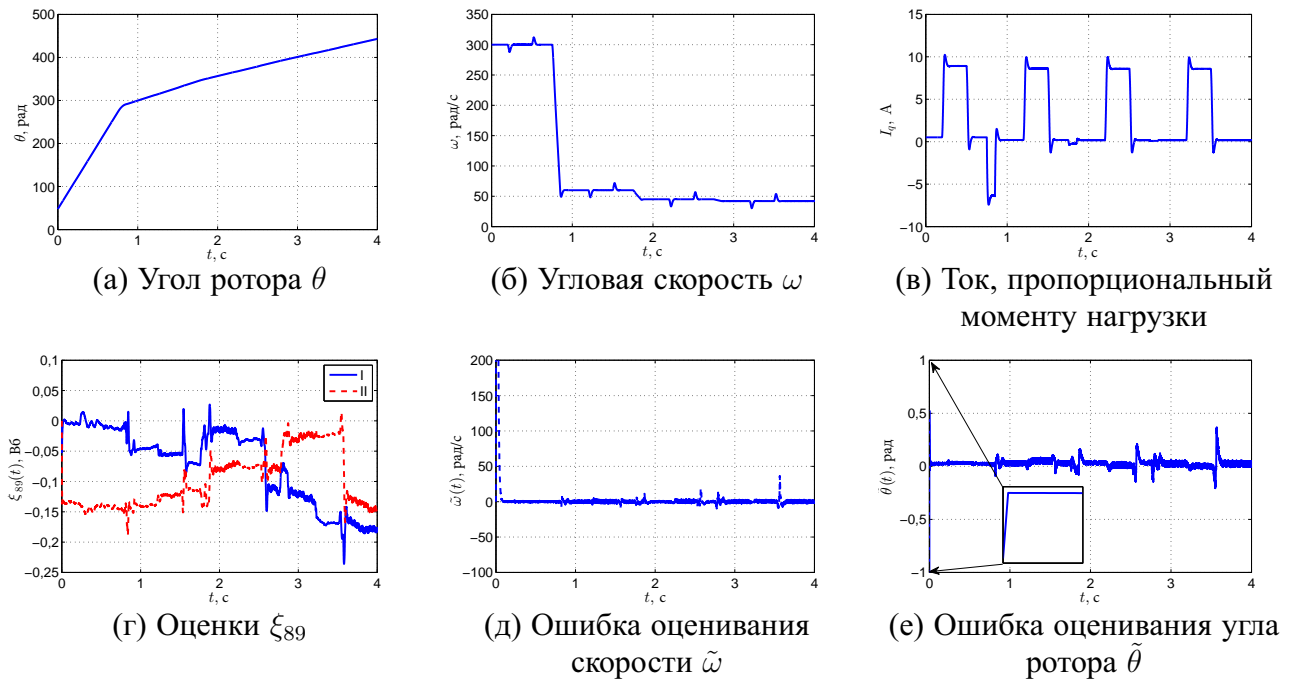 500
400
300
200
100
0
θ, рад
0 1 2 3 4
t, с
(а) Угол ротора θ
350
300
250
200
150
100
50
0
ω, рад/с
0 1 2 3 4
t, с
(б) Угловая скорость ω
15
10
5
0
−5
−10
I_q, А
0 1 2 3 4
t, с
(в) Ток, пропорциональный
моменту нагрузки
0,1
0,05
0
−0,05
−0,1
−0,15
−0,2
−0,25
ξ₈₉(t), Вб
I
II
0 1 2 3 4
t, с
(г) Оценки ξ₈₉
200
150
100
50
0
−50
−100
ω̃(t), рад/с
0 1 2 3 4
t, с
(д) Ошибка оценивания
скорости ω̃
1
0,5
0
−0,5
−1
θ̃(t), рад
0 1 2 3 4
t, с
(е) Ошибка оценивания угла
ротора θ̃